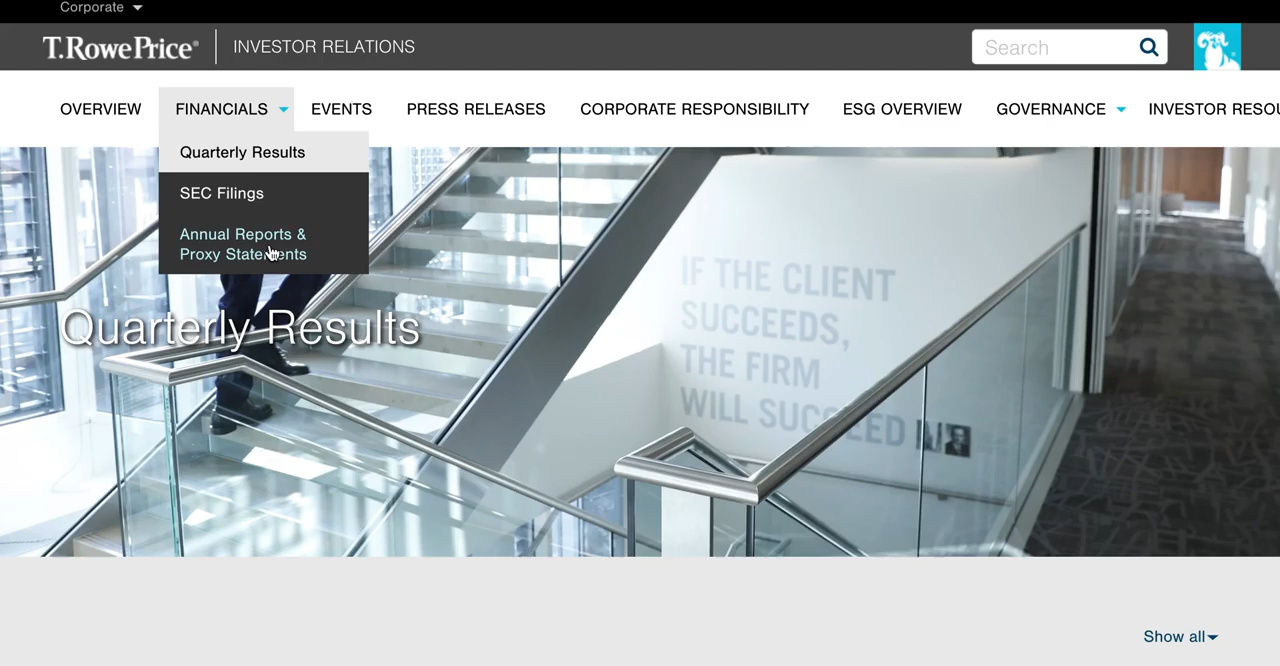 Corporate
T.RowePrice®
INVESTOR RELATIONS
Search
OVERVIEW
FINANCIALS
EVENTS
PRESS RELEASES
CORPORATE RESPONSIBILITY
ESG OVERVIEW
GOVERNANCE
INVESTOR RESOU
Quarterly Results
SEC Filings
Annual Reports &
Proxy Statements
Quarterly Results
IF THE CLIENT
SUCCEEDS,
THE FIRM
WILL SUCCEED
Show all